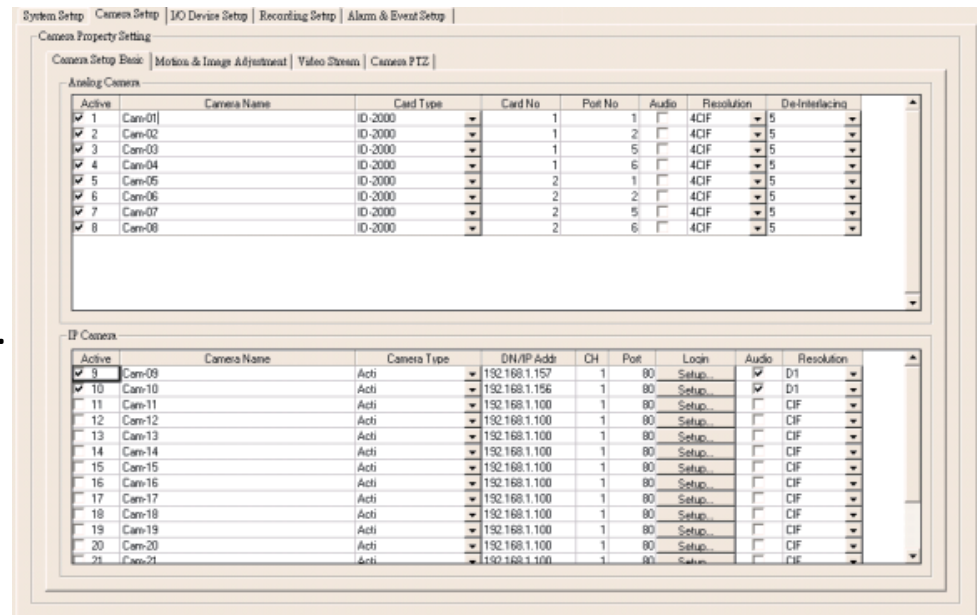 System Setup Camera Setup I/O Device Setup Recording Setup Alarm & Event Setup
Camera Property Setting
Camera Setup Basic Motion & Image Adjustment Video Stream Camera PTZ
Analog Camera
Active Camera Name Card Type Card No Port No Audio Resolution De-Interlacing
1 Cam-01 ID-2000 1 1 4CIF 5
2 Cam-02 ID-2000 1 2 4CIF 5
3 Cam-03 ID-2000 1 5 4CIF 5
4 Cam-04 ID-2000 1 6 4CIF 5
5 Cam-05 ID-2000 2 1 4CIF 5
6 Cam-06 ID-2000 2 2 4CIF 5
7 Cam-07 ID-2000 2 5 4CIF 5
8 Cam-08 ID-2000 2 6 4CIF 5
IP Camera
Active Camera Name Camera Type DN/IP Addr CH Port Login Audio Resolution
9 Cam-09 Acti 192.168.1.157 1 80 Setup... D1
10 Cam-10 Acti 192.168.1.156 1 80 Setup... D1
11 Cam-11 Acti 192.168.1.100 1 80 Setup... CIF
12 Cam-12 Acti 192.168.1.100 1 80 Setup... CIF
13 Cam-13 Acti 192.168.1.100 1 80 Setup... CIF
14 Cam-14 Acti 192.168.1.100 1 80 Setup... CIF
15 Cam-15 Acti 192.168.1.100 1 80 Setup... CIF
16 Cam-16 Acti 192.168.1.100 1 80 Setup... CIF
17 Cam-17 Acti 192.168.1.100 1 80 Setup... CIF
18 Cam-18 Acti 192.168.1.100 1 80 Setup... CIF
19 Cam-19 Acti 192.168.1.100 1 80 Setup... CIF
20 Cam-20 Acti 192.168.1.100 1 80 Setup... CIF
21 Cam-21 Acti 192.168.1.100 1 80 Setup... CIF